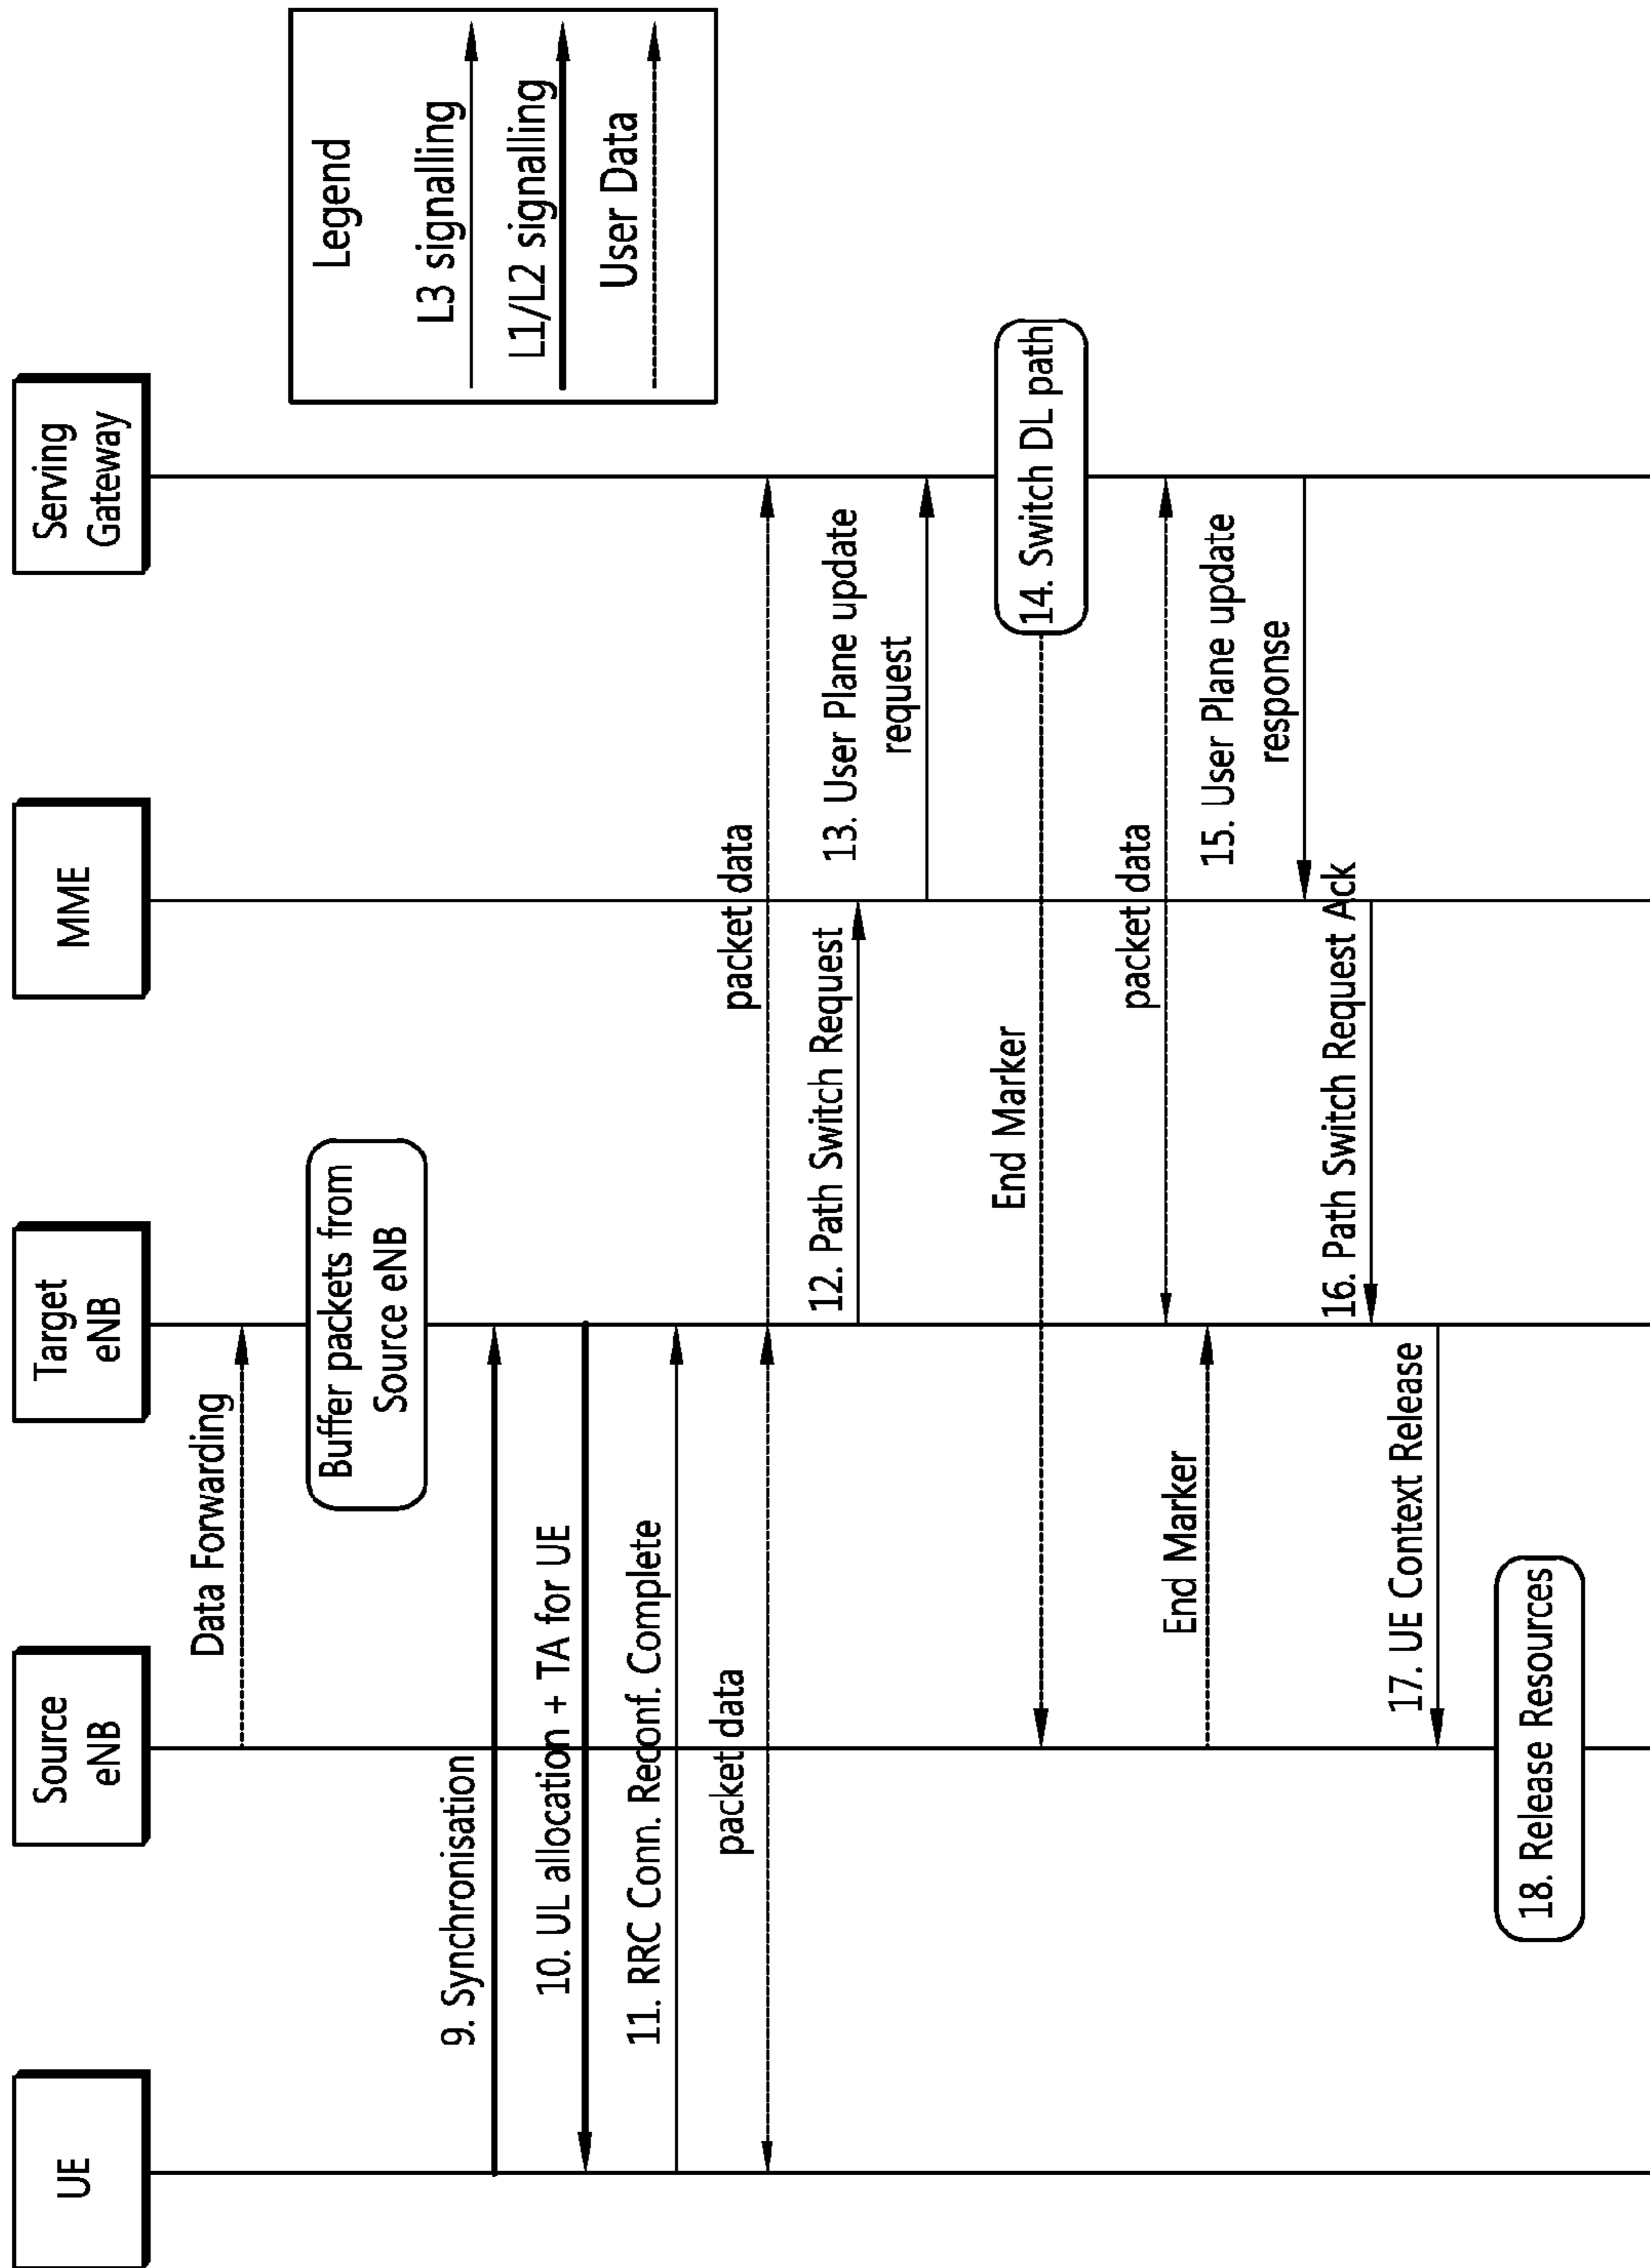 UE
Source
eNB
Target
eNB
MME
Serving
Gateway
Legend
L3 signalling
L1/L2 signalling
User Data
Data Forwarding
Buffer packets from
Source eNB
9. Synchronisation
10. UL allocation + TA for UE
11. RRC Conn. Reconf. Complete
packet data
packet data
12. Path Switch Request
13. User Plane update
request
End Marker
14. Switch DL path
packet data
End Marker
15. User Plane update
response
16. Path Switch Request Ack
17. UE Context Release
18. Release Resources